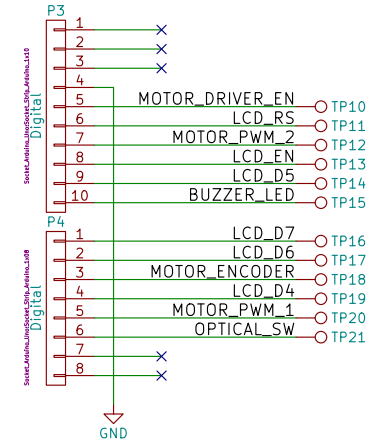 P3
1
2
3
4
5 MOTOR_DRIVER_EN TP10
6 LCD_RS TP11
7 MOTOR_PWM_2 TP12
8 LCD_EN TP13
9 LCD_D5 TP14
10 BUZZER_LED TP15
Socket_Strip_Arduino_1x10
Digital
P4
1 LCD_D7 TP16
2 LCD_D6 TP17
3 MOTOR_ENCODER TP18
4 LCD_D4 TP19
5 MOTOR_PWM_1 TP20
6 OPTICAL_SW TP21
7
8
Socket_Strip_Arduino_1x08
Digital
GND